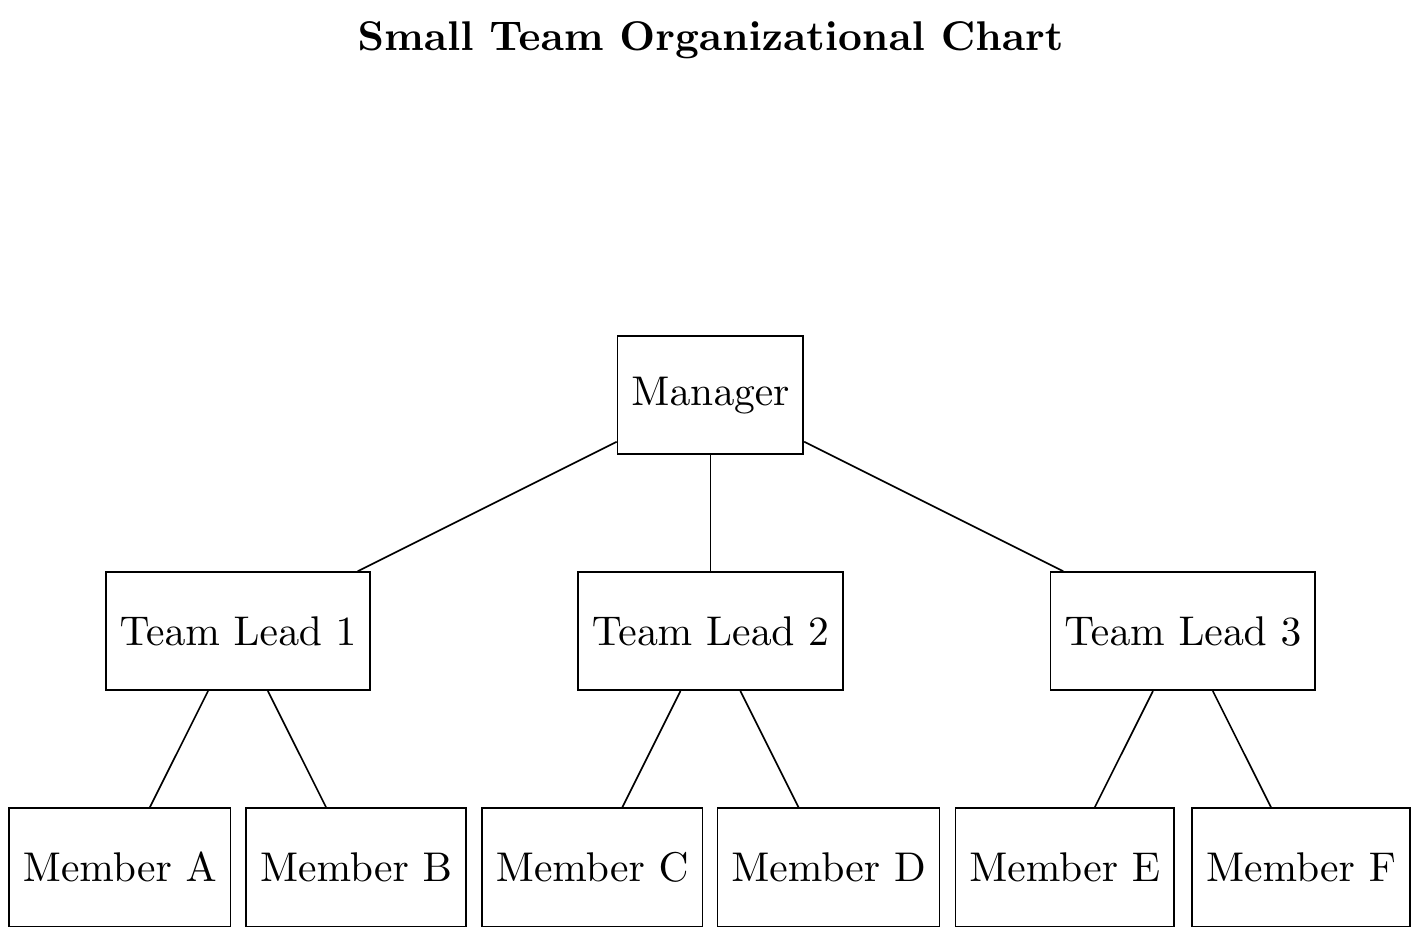 Small Team Organizational Chart
Manager
Team Lead 1
Team Lead 2
Team Lead 3
Member A
Member B
Member C
Member D
Member E
Member F